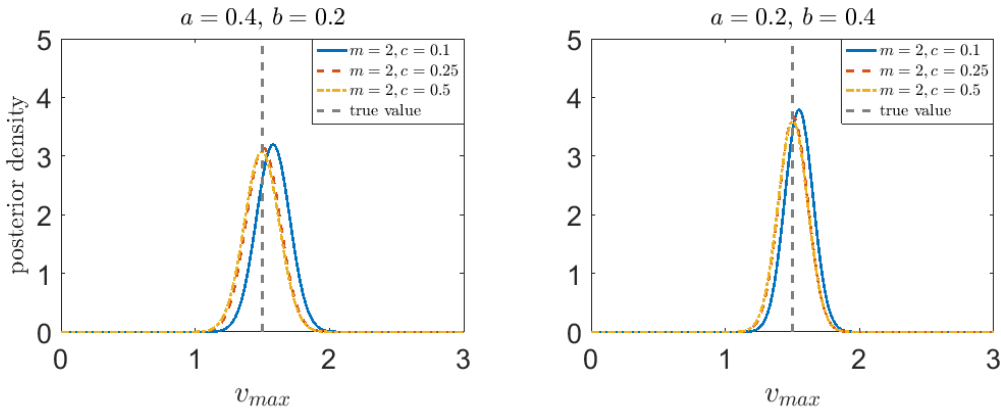 a = 0.4, b = 0.2
5
4
3
2
1
0
posterior density
m = 2, c = 0.1
m = 2, c = 0.25
m = 2, c = 0.5
true value
0 1 2 3
v_max
a = 0.2, b = 0.4
5
4
3
2
1
0
m = 2, c = 0.1
m = 2, c = 0.25
m = 2, c = 0.5
true value
0 1 2 3
v_max